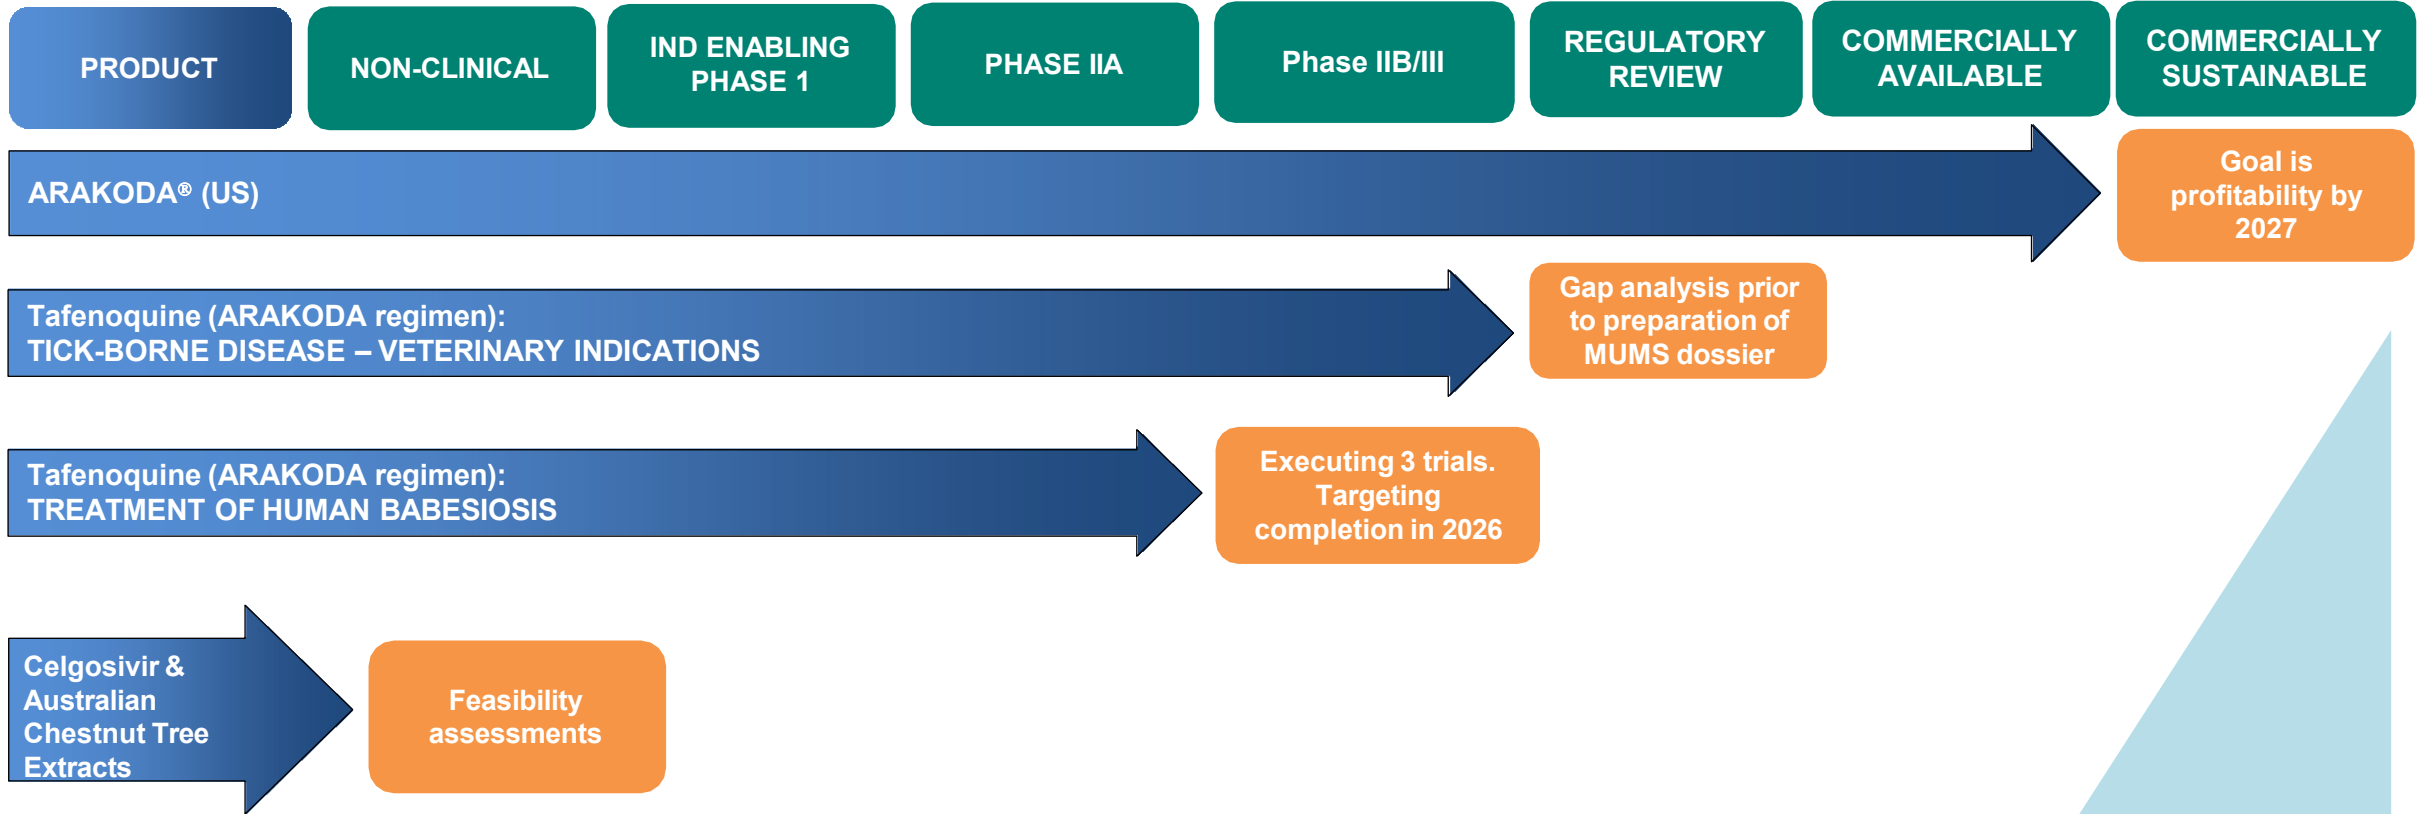 PRODUCT
NON-CLINICAL
IND ENABLING
PHASE 1
PHASE IIA
Phase IIB/III
REGULATORY
REVIEW
COMMERCIALLY
AVAILABLE
COMMERCIALLY
SUSTAINABLE
ARAKODA® (US)
Goal is
profitability by
2027
Tafenoquine (ARAKODA regimen):
TICK-BORNE DISEASE – VETERINARY INDICATIONS
Gap analysis prior
to preparation of
MUMS dossier
Tafenoquine (ARAKODA regimen):
TREATMENT OF HUMAN BABESIOSIS
Executing 3 trials.
Targeting
completion in 2026
Celgosivir &
Australian
Chestnut Tree
Extracts
Feasibility
assessments